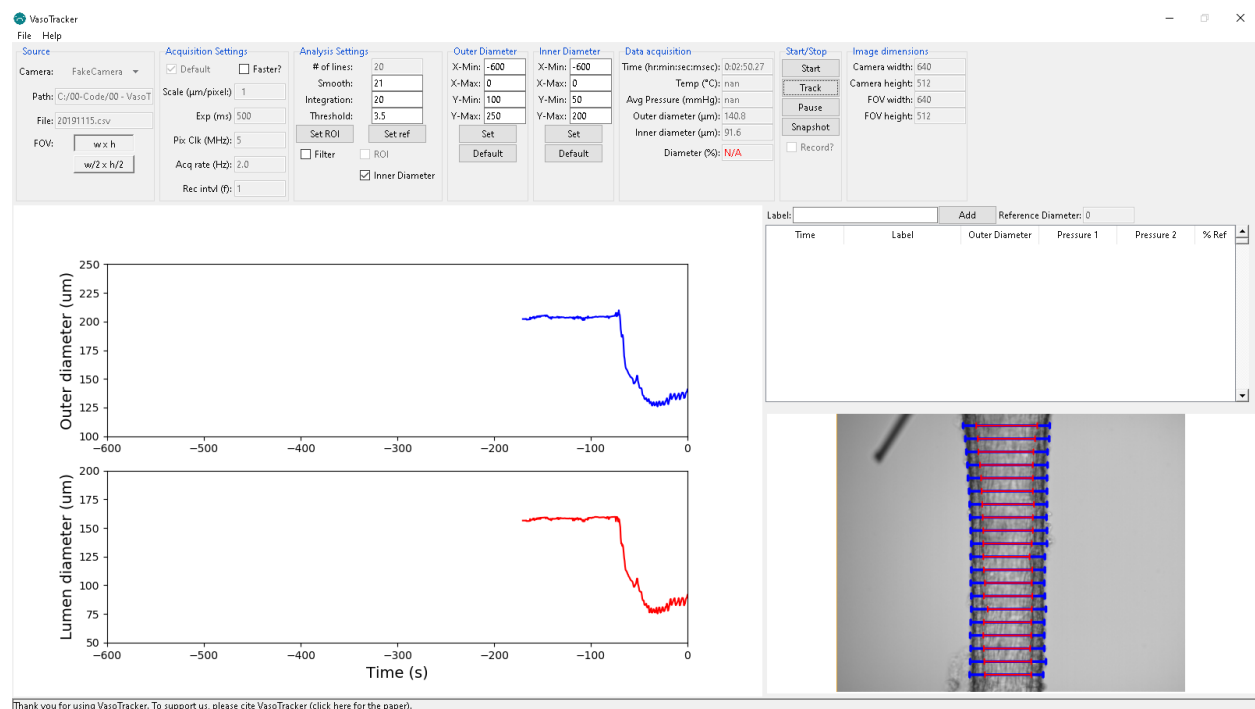 VasoTracker
File Help
Source
Camera: FakeCamera
Path: C:/00-Code/00 - VasoT
File: 20191115.csv
FOV: w x h
w/2 x h/2
Acquisition Settings
Default Faster?
Scale (µm/pixel:) 1
Exp (ms) 500
Pix Clk (MHz): 5
Acq rate (Hz): 2.0
Rec intvl (f): 1
Analysis Settings
# of lines: 20
Smooth: 21
Integration: 20
Threshold: 3.5
Set ROI Set ref
Filter ROI
Inner Diameter
Outer Diameter
X-Min: -600
X-Max: 0
Y-Min: 100
Y-Max: 250
Set
Default
Inner Diameter
X-Min: -600
X-Max: 0
Y-Min: 50
Y-Max: 200
Set
Default
Data acquisition
Time (hr:min:sec:msec): 0:02:50.27
Temp (°C): nan
Avg Pressure (mmHg): nan
Outer diameter (µm): 140.8
Inner diameter (µm): 91.6
Diameter (%): N/A
Start/Stop
Start
Track
Pause
Snapshot
Record?
Image dimensions
Camera width: 640
Camera height: 512
FOV width: 640
FOV height: 512
Label: Add Reference Diameter: 0
Time Label Outer Diameter Pressure 1 Pressure 2 % Ref
Outer diameter (um)
250
225
200
175
150
125
100
−600 −500 −400 −300 −200 −100 0
Lumen diameter (um)
200
175
150
125
100
75
50
−600 −500 −400 −300 −200 −100 0
Time (s)
Thank you for using VasoTracker. To support us, please cite VasoTracker (click here for the paper).